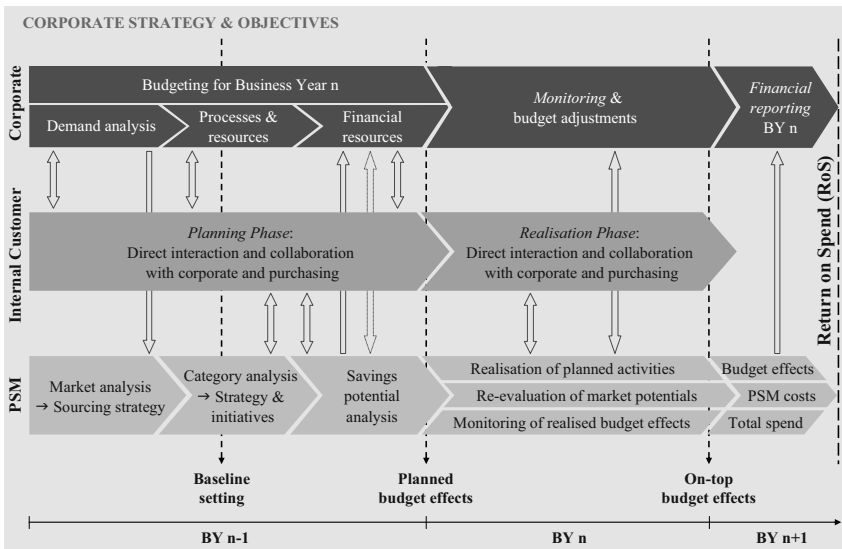 CORPORATE STRATEGY & OBJECTIVES
Corporate
Budgeting for Business Year n
Demand analysis
Processes &
resources
Financial
resources
Monitoring &
budget adjustments
Financial
reporting
BY n
Internal Customer
Planning Phase:
Direct interaction and collaboration
with corporate and purchasing
Realisation Phase:
Direct interaction and collaboration
with corporate and purchasing
Return on Spend (RoS)
PSM
Market analysis
→ Sourcing strategy
Category analysis
→ Strategy &
initiatives
Savings
potential
analysis
Realisation of planned activities
Re-evaluation of market potentials
Monitoring of realised budget effects
Budget effects
PSM costs
Total spend
Baseline
setting
Planned
budget effects
On-top
budget effects
BY n-1
BY n
BY n+1